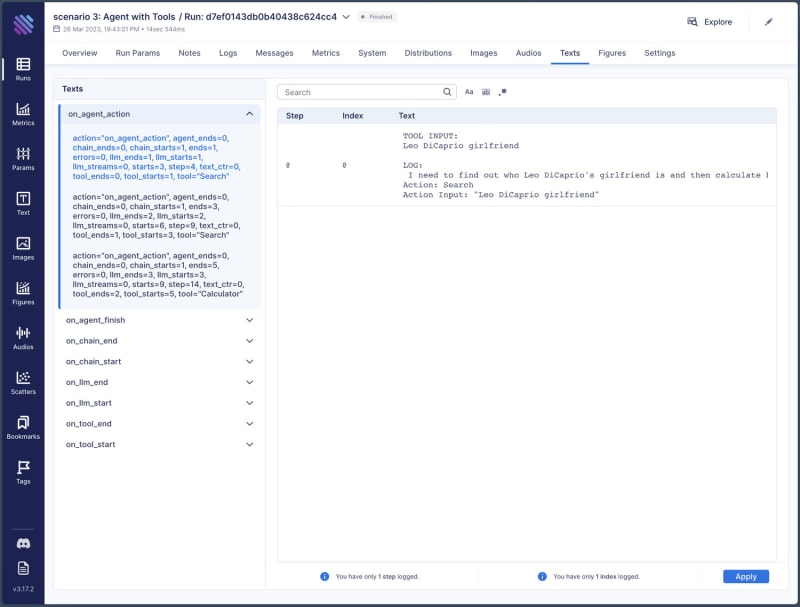 scenario 3: Agent with Tools / Run: d7ef0143db0b40438c624cc4
Finished
26 Mar 2023, 19:43:01 PM • 14sec 544ms
Explore
Overview Run Params Notes Logs Messages Metrics System Distributions Images Audios Texts Figures Settings
Runs
Metrics
Params
Text
Images
Figures
Audios
Scatters
Bookmarks
Tags
v3.17.2
Texts
on_agent_action
action="on_agent_action", agent_ends=0,
chain_ends=0, chain_starts=1, ends=1,
errors=0, llm_ends=1, llm_starts=1,
llm_streams=0, starts=3, step=4, text_ctr=0,
tool_ends=0, tool_starts=1, tool="Search"
action="on_agent_action", agent_ends=0,
chain_ends=0, chain_starts=1, ends=3,
errors=0, llm_ends=2, llm_starts=2,
llm_streams=0, starts=6, step=9, text_ctr=0,
tool_ends=1, tool_starts=3, tool="Search"
action="on_agent_action", agent_ends=0,
chain_ends=0, chain_starts=1, ends=5,
errors=0, llm_ends=3, llm_starts=3,
llm_streams=0, starts=9, step=14, text_ctr=0,
tool_ends=2, tool_starts=5, tool="Calculator"
on_agent_finish
on_chain_end
on_chain_start
on_llm_end
on_llm_start
on_tool_end
on_tool_start
Search
Aa
ab
.*
Step Index Text
TOOL INPUT:
Leo DiCaprio girlfriend
0 0
LOG:
I need to find out who Leo DiCaprio's girlfriend is and then calculate
Action: Search
Action Input: "Leo DiCaprio girlfriend"
You have only 1 step logged.
You have only 1 index logged.
Apply